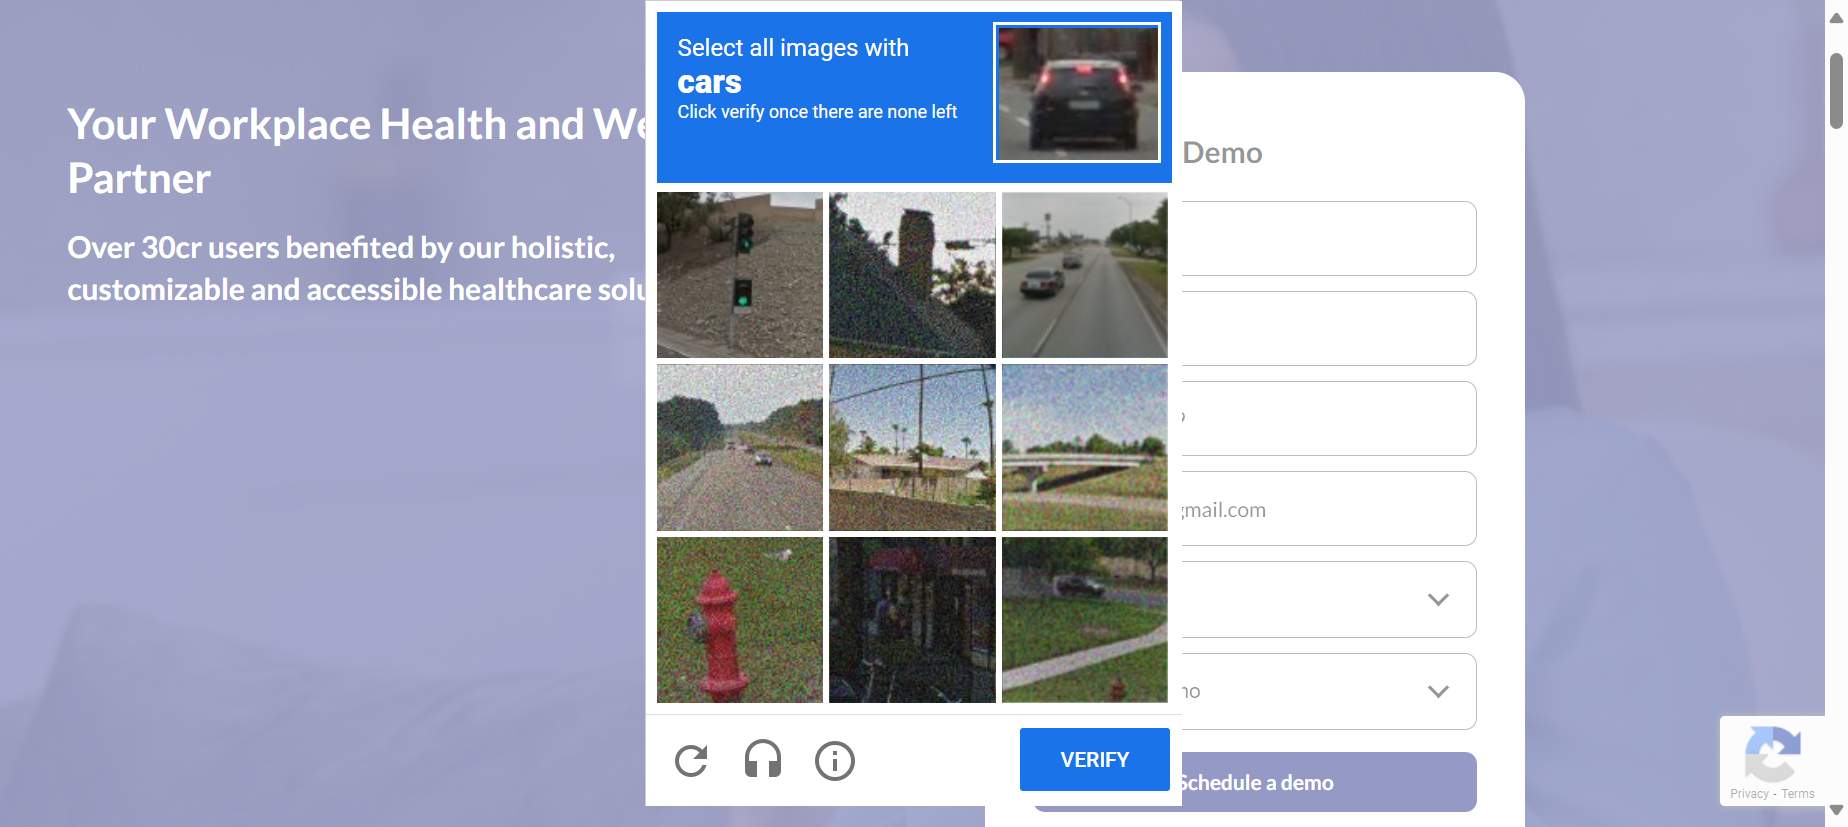 Your Workplace Health and We
Partner
Over 30cr users benefited by our holistic,
customizable and accessible healthcare solu
Select all images with
cars
Click verify once there are none left
VERIFY
Demo
gmail.com
no
Schedule a demo
Privacy - Terms